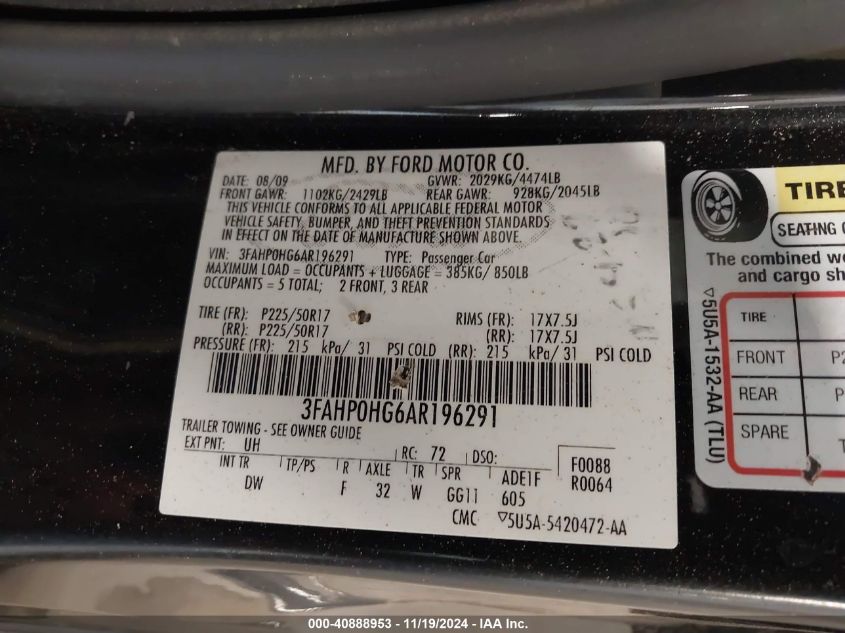 MFD. BY FORD MOTOR CO.
DATE: 08/09 GVWR: 2029KG/4474LB
FRONT GAWR: 1102KG/2429LB REAR GAWR: 928KG/2045LB
THIS VEHICLE CONFORMS TO ALL APPLICABLE FEDERAL MOTOR
VEHICLE SAFETY, BUMPER, AND THEFT PREVENTION STANDARDS
IN EFFECT ON THE DATE OF MANUFACTURE SHOWN ABOVE.
VIN: 3FAHP0HG6AR196291 TYPE: Passenger Car
MAXIMUM LOAD = OCCUPANTS + LUGGAGE = 385KG/ 850LB
OCCUPANTS = 5 TOTAL; 2 FRONT, 3 REAR
TIRE (FR): P225/50R17 RIMS (FR): 17X7.5J
(RR): P225/50R17 (RR): 17X7.5J
PRESSURE (FR): 215 kPa/ 31 PSI COLD (RR): 215 kPa/ 31 PSI COLD
3FAHP0HG6AR196291
TRAILER TOWING - SEE OWNER GUIDE
EXT PNT: UH RC: 72 DSO: F0088
R0064
INT TR TP/PS R AXLE TR SPR ADE1F
DW F 32 W GG11 605
CMC ▽5U5A-5420472-AA
▽5U5A-1532-AA (TLU)
TIRE
SEATING
The combined
and cargo
TIRE
FRONT
REAR
SPARE
000-40888953 - 11/19/2024 - IAA Inc.